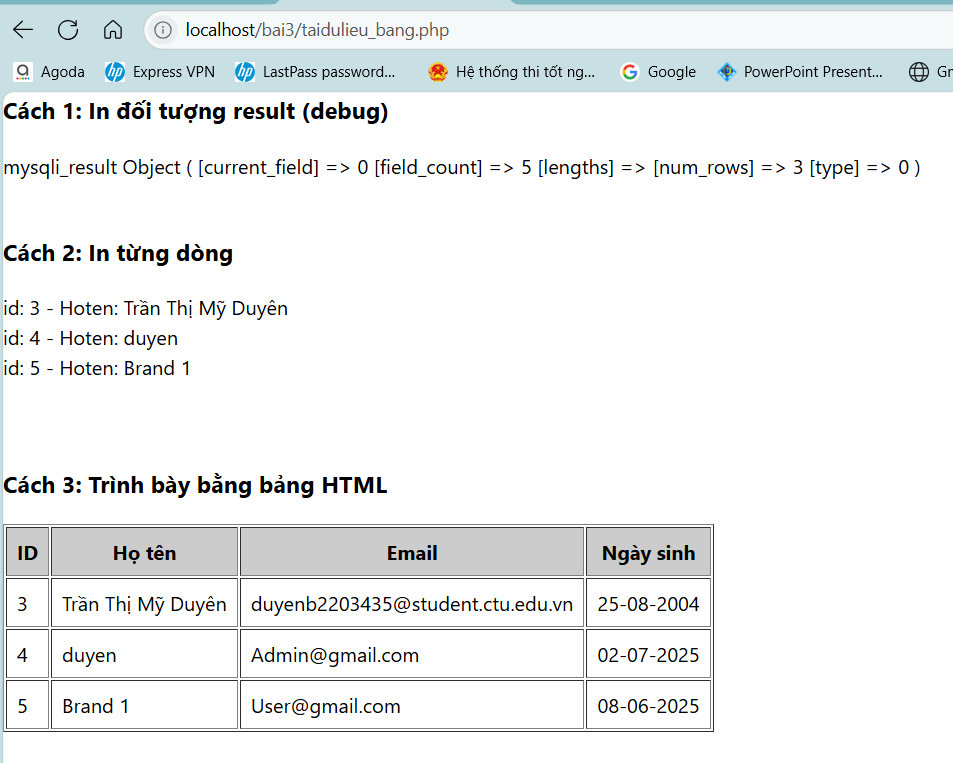 localhost/bai3/taidulieu_bang.php
Agoda Express VPN LastPass password... Hệ thống thi tốt ng... Google PowerPoint Present...
Cách 1: In đối tượng result (debug)
mysqli_result Object ( [current_field] => 0 [field_count] => 5 [lengths] => [num_rows] => 3 [type] => 0 )
Cách 2: In từng dòng
id: 3 - Hoten: Trần Thị Mỹ Duyên
id: 4 - Hoten: duyen
id: 5 - Hoten: Brand 1
Cách 3: Trình bày bằng bảng HTML
ID Họ tên Email Ngày sinh
3 Trần Thị Mỹ Duyên duyenb2203435@student.ctu.edu.vn 25-08-2004
4 duyen Admin@gmail.com 02-07-2025
5 Brand 1 User@gmail.com 08-06-2025